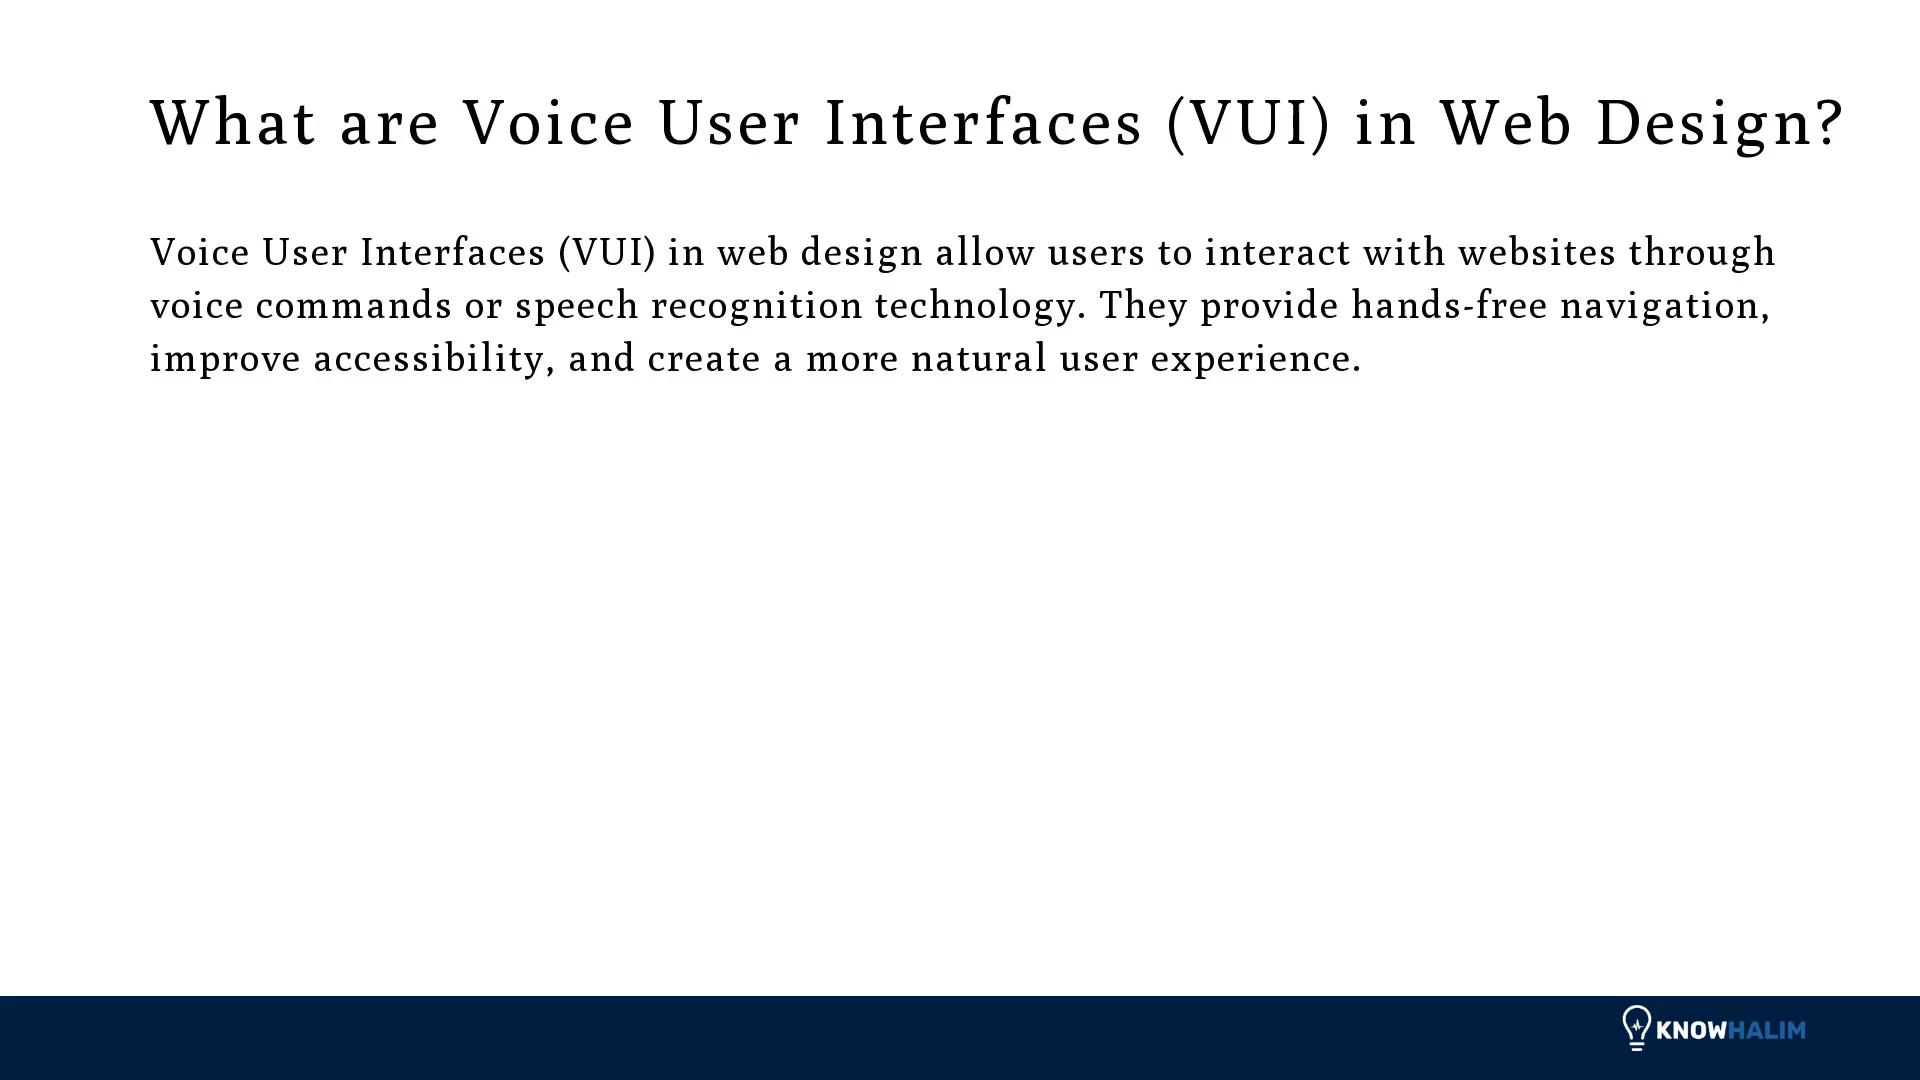 What are Voice User Interfaces (VUI) in Web Design?
Voice User Interfaces (VUI) in web design allow users to interact with websites through
voice commands or speech recognition technology. They provide hands-free navigation,
improve accessibility, and create a more natural user experience.
KNOWHALIM